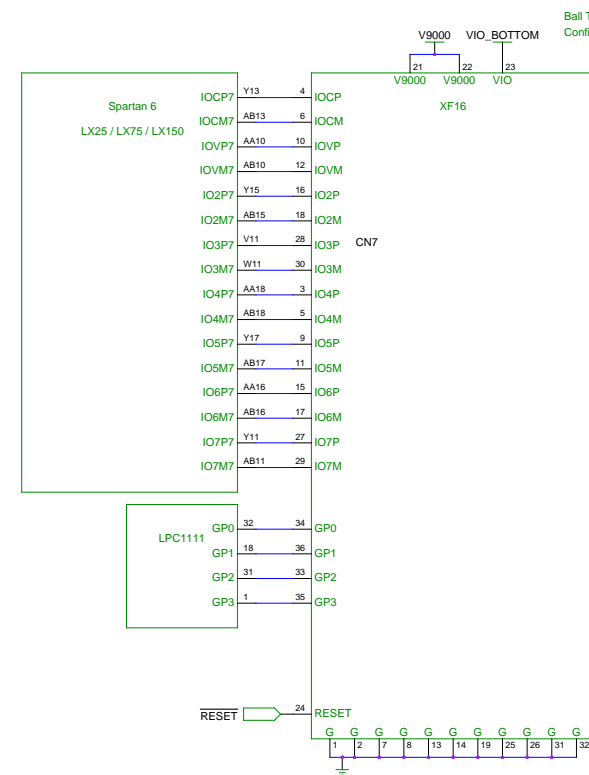 Ball T
Confi
V9000 VIO_BOTTOM
21 22 23
V9000 V9000 VIO
Spartan 6
LX25 / LX75 / LX150
XF16
IOCP7 Y13 4 IOCP
IOCM7 AB13 6 IOCM
IOVP7 AA10 10 IOVP
IOVM7 AB10 12 IOVM
IO2P7 Y15 16 IO2P
IO2M7 AB15 18 IO2M
IO3P7 V11 28 IO3P CN7
IO3M7 W11 30 IO3M
IO4P7 AA18 3 IO4P
IO4M7 AB18 5 IO4M
IO5P7 Y17 9 IO5P
IO5M7 AB17 11 IO5M
IO6P7 AA16 15 IO6P
IO6M7 AB16 17 IO6M
IO7P7 Y11 27 IO7P
IO7M7 AB11 29 IO7M
LPC1111
GP0 32 34 GP0
GP1 18 36 GP1
GP2 31 33 GP2
GP3 1 35 GP3
RESET 24 RESET
G G G G G G G G G G G
1 2 7 8 13 14 19 25 26 31 32